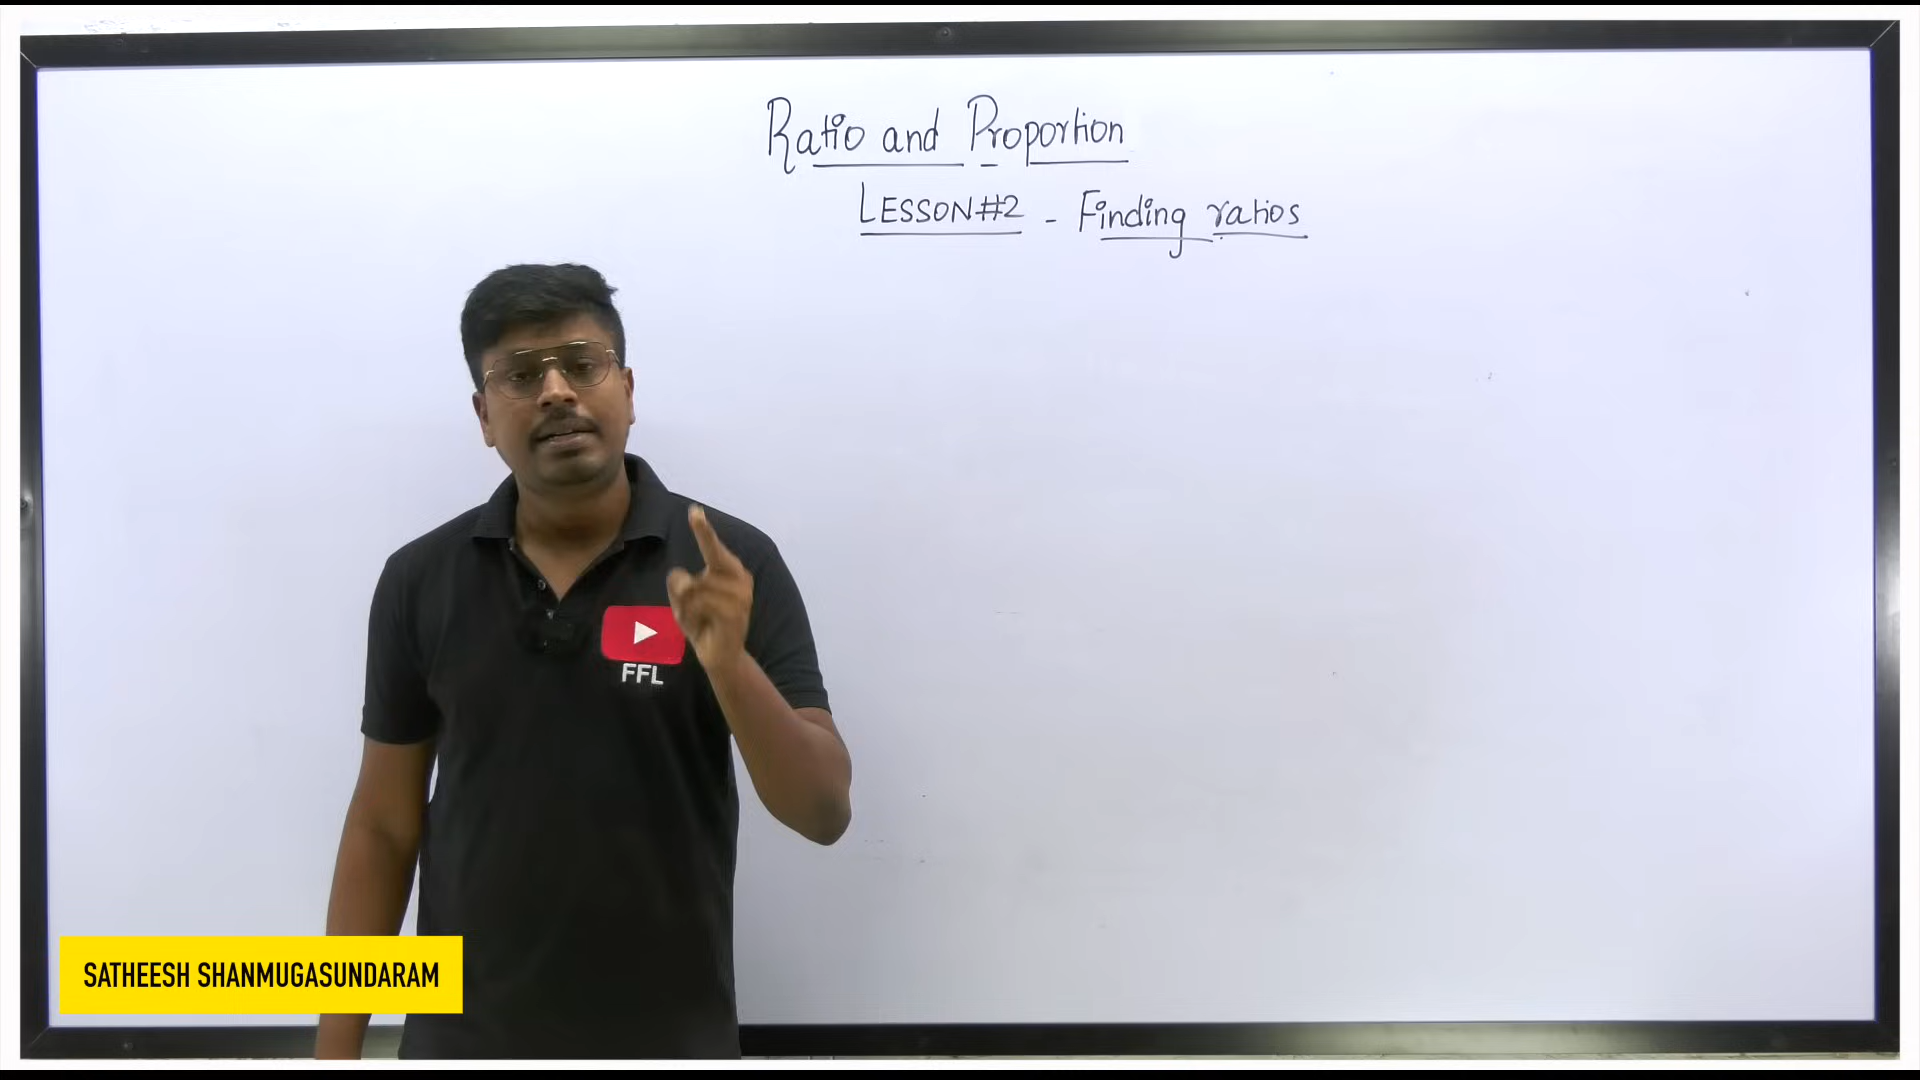 Ratio and Proportion
LESSON#2 - Finding ratios
FFL
SATHEESH SHANMUGASUNDARAM